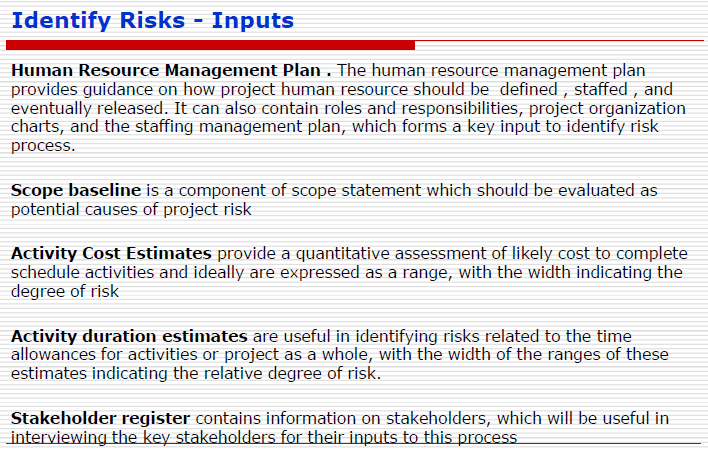 Identify Risks - Inputs
Human Resource Management Plan . The human resource management plan
provides guidance on how project human resource should be  defined , staffed , and
eventually released. It can also contain roles and responsibilities, project organization
charts, and the staffing management plan, which forms a key input to identify risk
process.
Scope baseline is a component of scope statement which should be evaluated as
potential causes of project risk
Activity Cost Estimates provide a quantitative assessment of likely cost to complete
schedule activities and ideally are expressed as a range, with the width indicating the
degree of risk
Activity duration estimates are useful in identifying risks related to the time
allowances for activities or project as a whole, with the width of the ranges of these
estimates indicating the relative degree of risk.
Stakeholder register contains information on stakeholders, which will be useful in
interviewing the key stakeholders for their inputs to this process